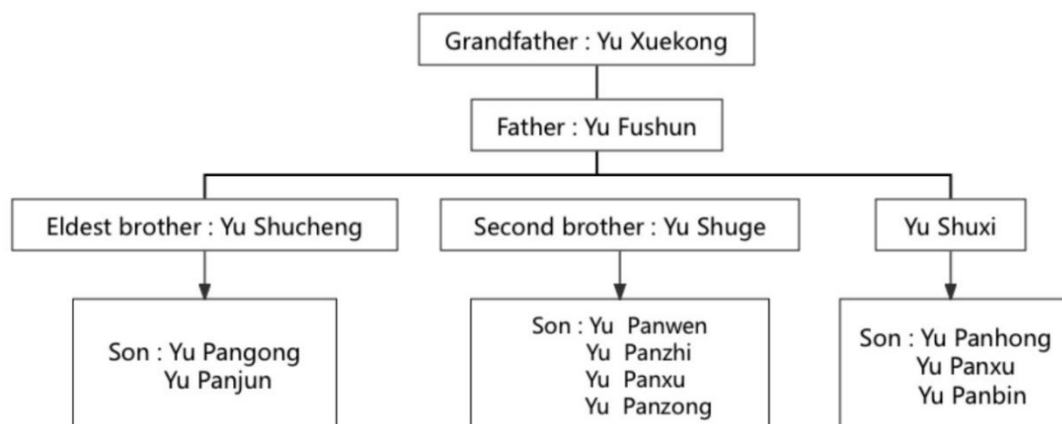 Grandfather : Yu Xuekong
Father : Yu Fushun
Eldest brother : Yu Shucheng
Second brother : Yu Shuge
Yu Shuxi
Son : Yu Pangong
Yu Panjun
Son : Yu Panwen
Yu Panzhi
Yu Panxu
Yu Panzong
Son : Yu Panhong
Yu Panxu
Yu Panbin